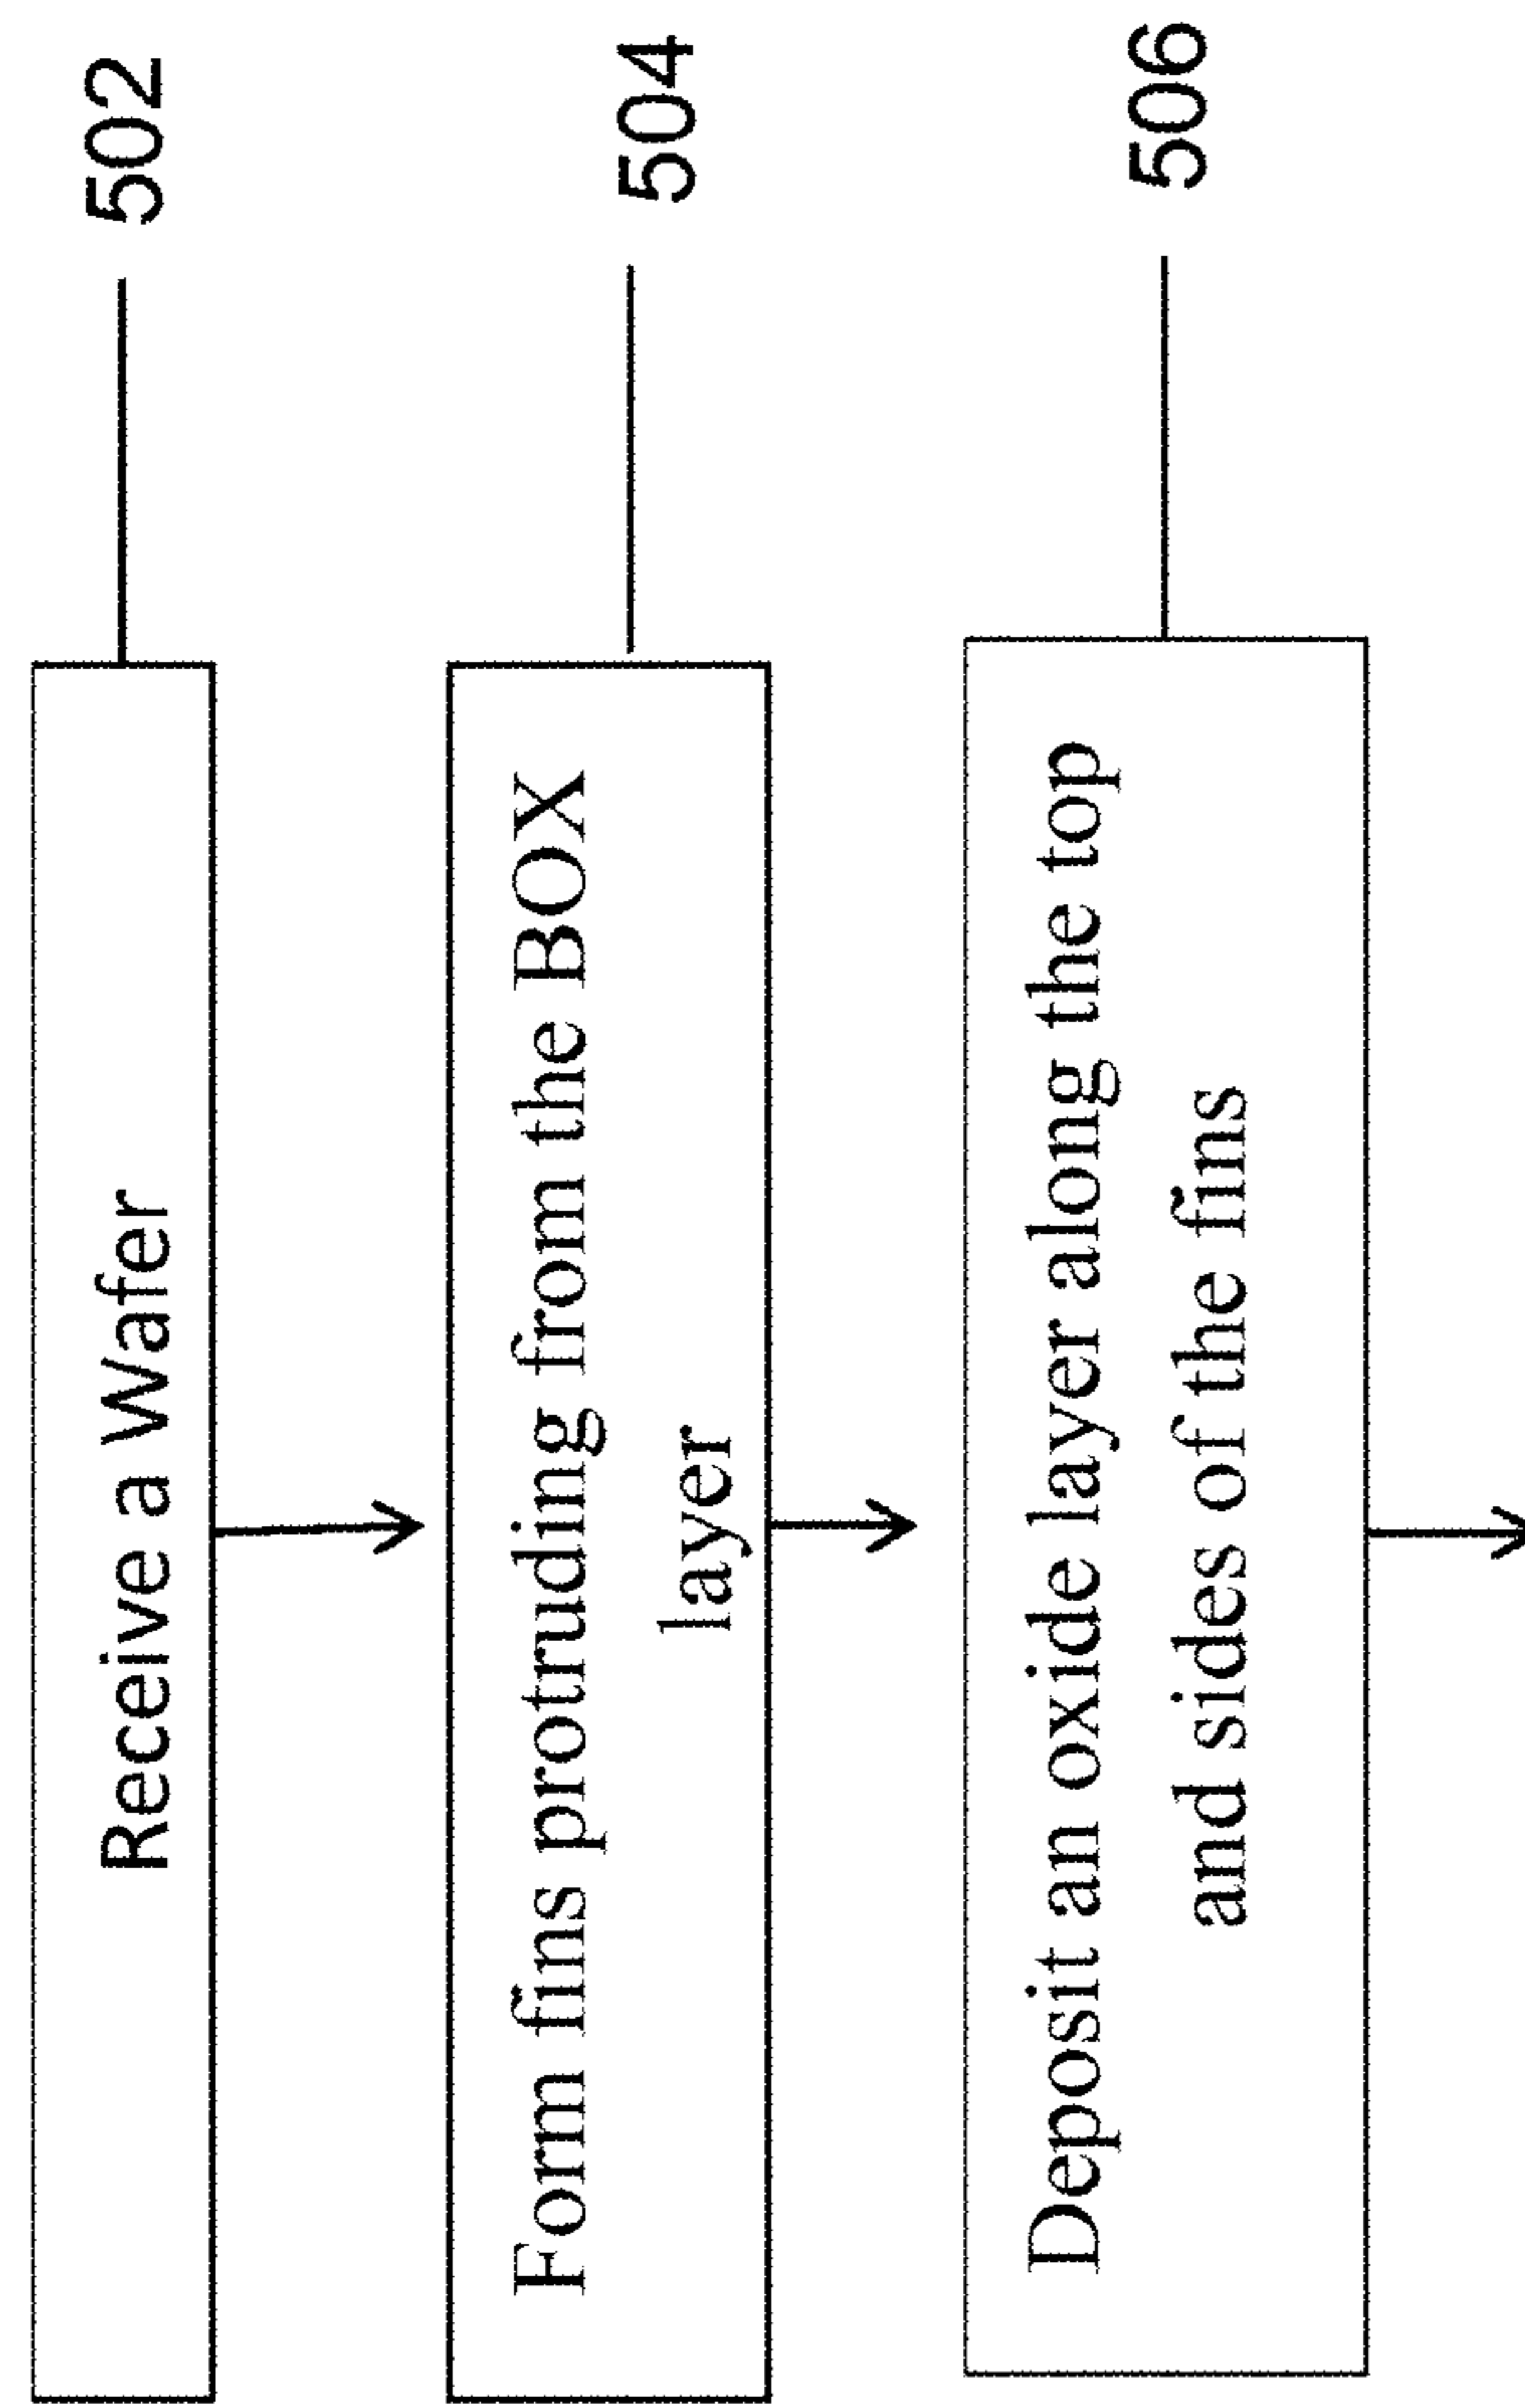 Receive a Wafer
502
Form fins protruding from the BOX
layer
504
Deposit an oxide layer along the top
and sides of the fins
506